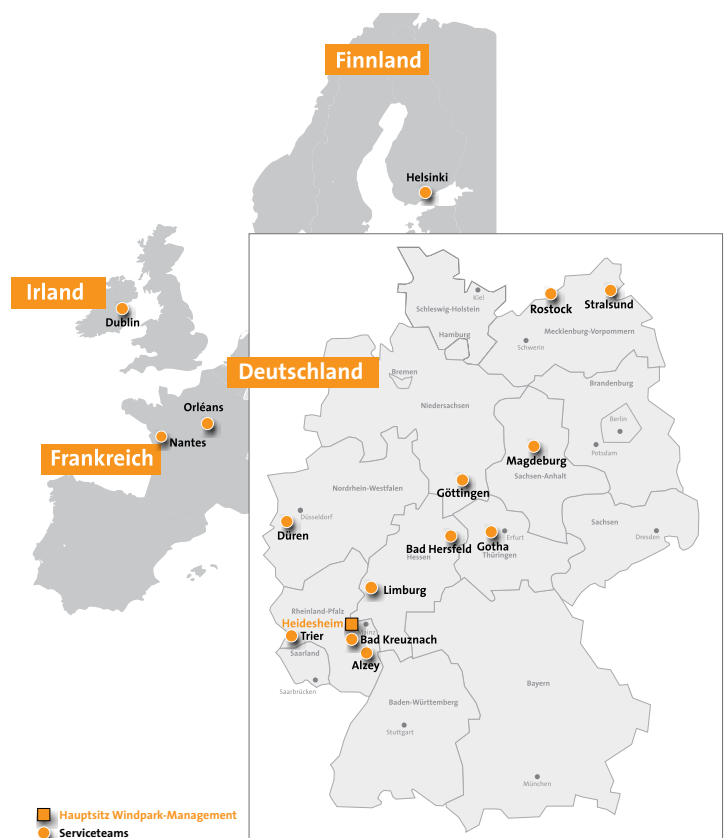 Finnland
Helsinki
Irland
Dublin
Kiel
Schleswig-Holstein
Rostock
Stralsund
Hamburg
Mecklenburg-Vorpommern
Schwerin
Deutschland
Bremen
Brandenburg
Niedersachsen
Orléans
Nantes
Berlin
Frankreich
Potsdam
Magdeburg
Sachsen-Anhalt
Nordrhein-Westfalen
Göttingen
Düsseldorf
Düren
Sachsen
Dresden
Erfurt
Bad Hersfeld
Gotha
Hessen
Thüringen
Limburg
Rheinland-Pfalz
Heidesheim
Trier
Bad Kreuznach
Saarland
Alzey
Bayern
Saarbrücken
Baden-Württemberg
Stuttgart
München
Hauptsitz Windpark-Management
Serviceteams